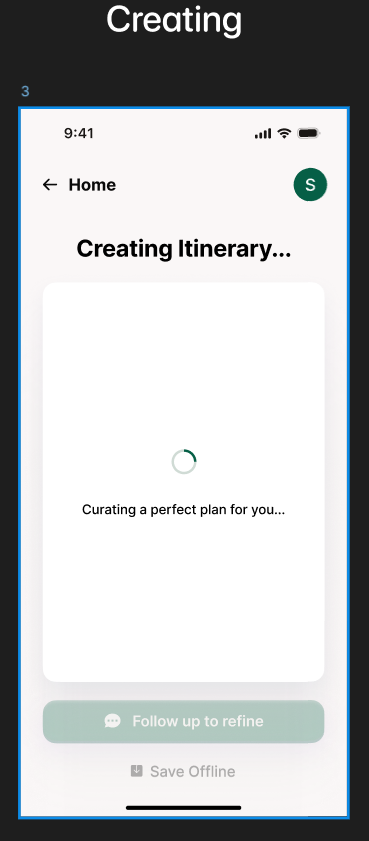 Creating
3
9:41
Home
S
Creating Itinerary...
Curating a perfect plan for you...
Follow up to refine
Save Offline